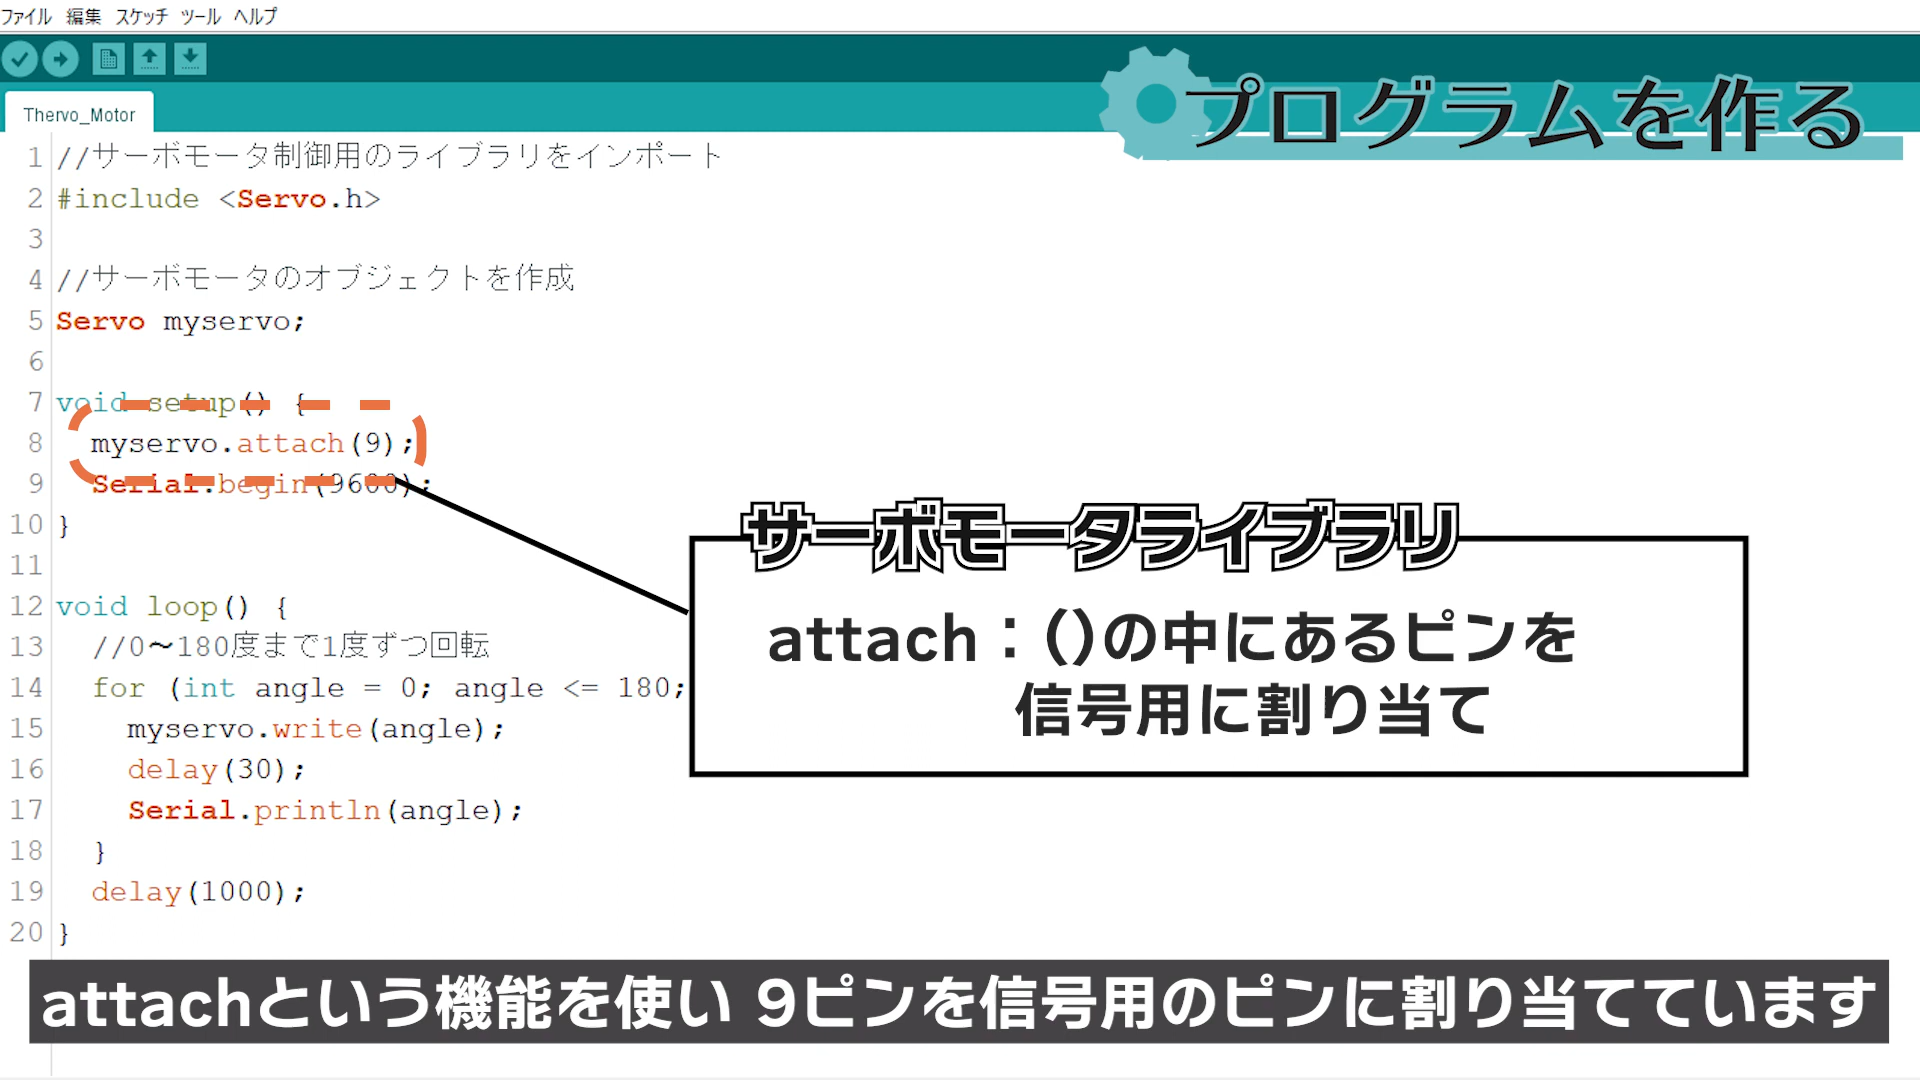 ファイル 編集 スケッチ ツール ヘルプ
プログラムを作る
Thervo_Motor
1 //サーボモータ制御用のライブラリをインポート
2 #include <Servo.h>
3
4 //サーボモータのオブジェクトを作成
5 Servo myservo;
6
7 void setup() {
8 myservo.attach(9);
9 Serial.begin(9600);
10 }
11
12 void loop() {
13 //0〜180度まで1度ずつ回転
14 for (int angle = 0; angle <= 180;
15 myservo.write(angle);
16 delay(30);
17 Serial.println(angle);
18 }
19 delay(1000);
20 }
サーボモータライブラリ
attach：()の中にあるピンを
信号用に割り当て
attachという機能を使い 9ピンを信号用のピンに割り当てています